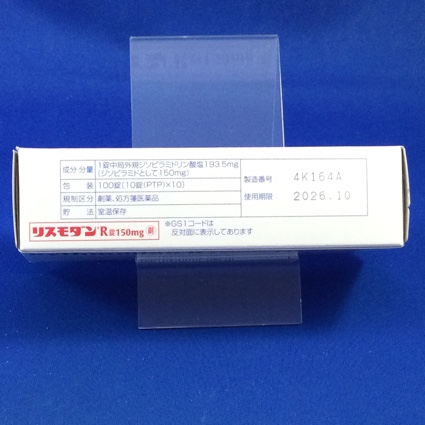 成分・分量 1錠中局外規ジソピラミドリン酸塩193.5mg
(ジソピラミドとして150mg)
包装 100錠[10錠(PTP)×10]
規制区分 劇薬、処方箋医薬品
貯法 室温保存
リスモダン®R錠150mg 劇
※GS1コードは
反対面に表示してあります
製造番号 4K164A
使用期限 2026.10